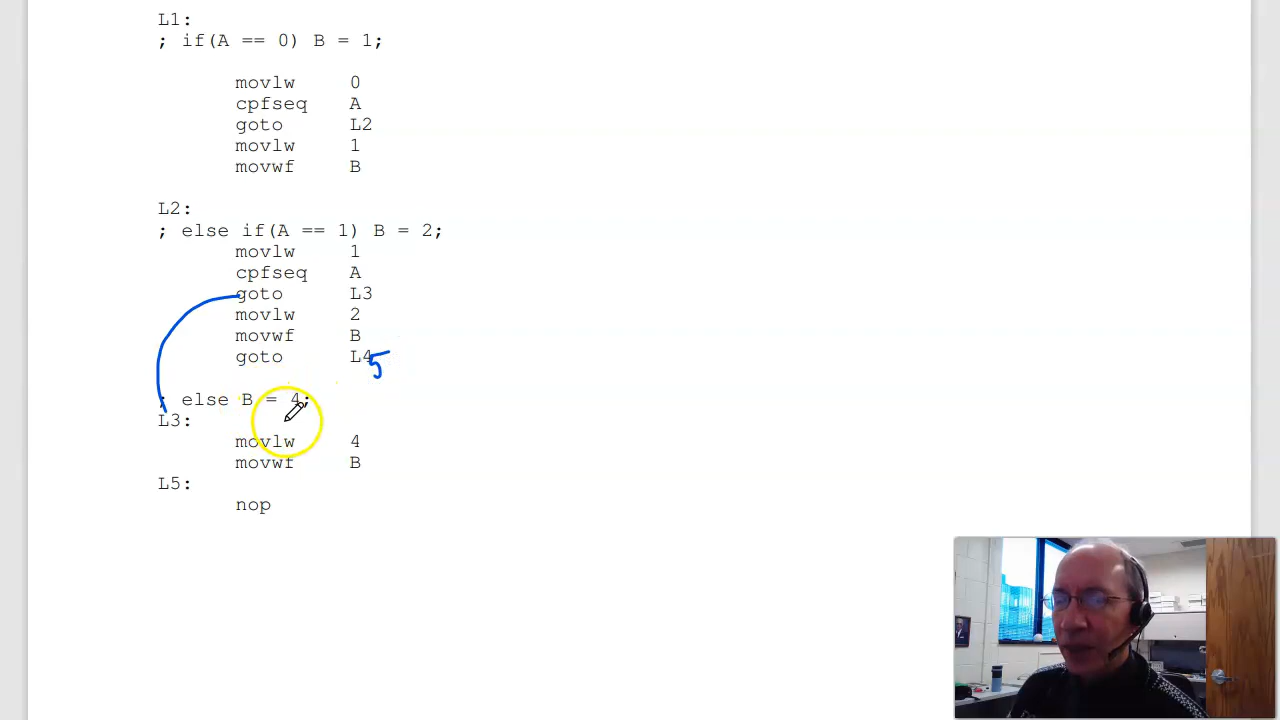 L1:
; if(A == 0) B = 1;
movlw 0
cpfseq A
goto L2
movlw 1
movwf B
L2:
; else if(A == 1) B = 2;
movlw 1
cpfseq A
goto L3
movlw 2
movwf B
goto L4 5
; else B = 4;
L3:
movlw 4
movwf B
L5:
nop